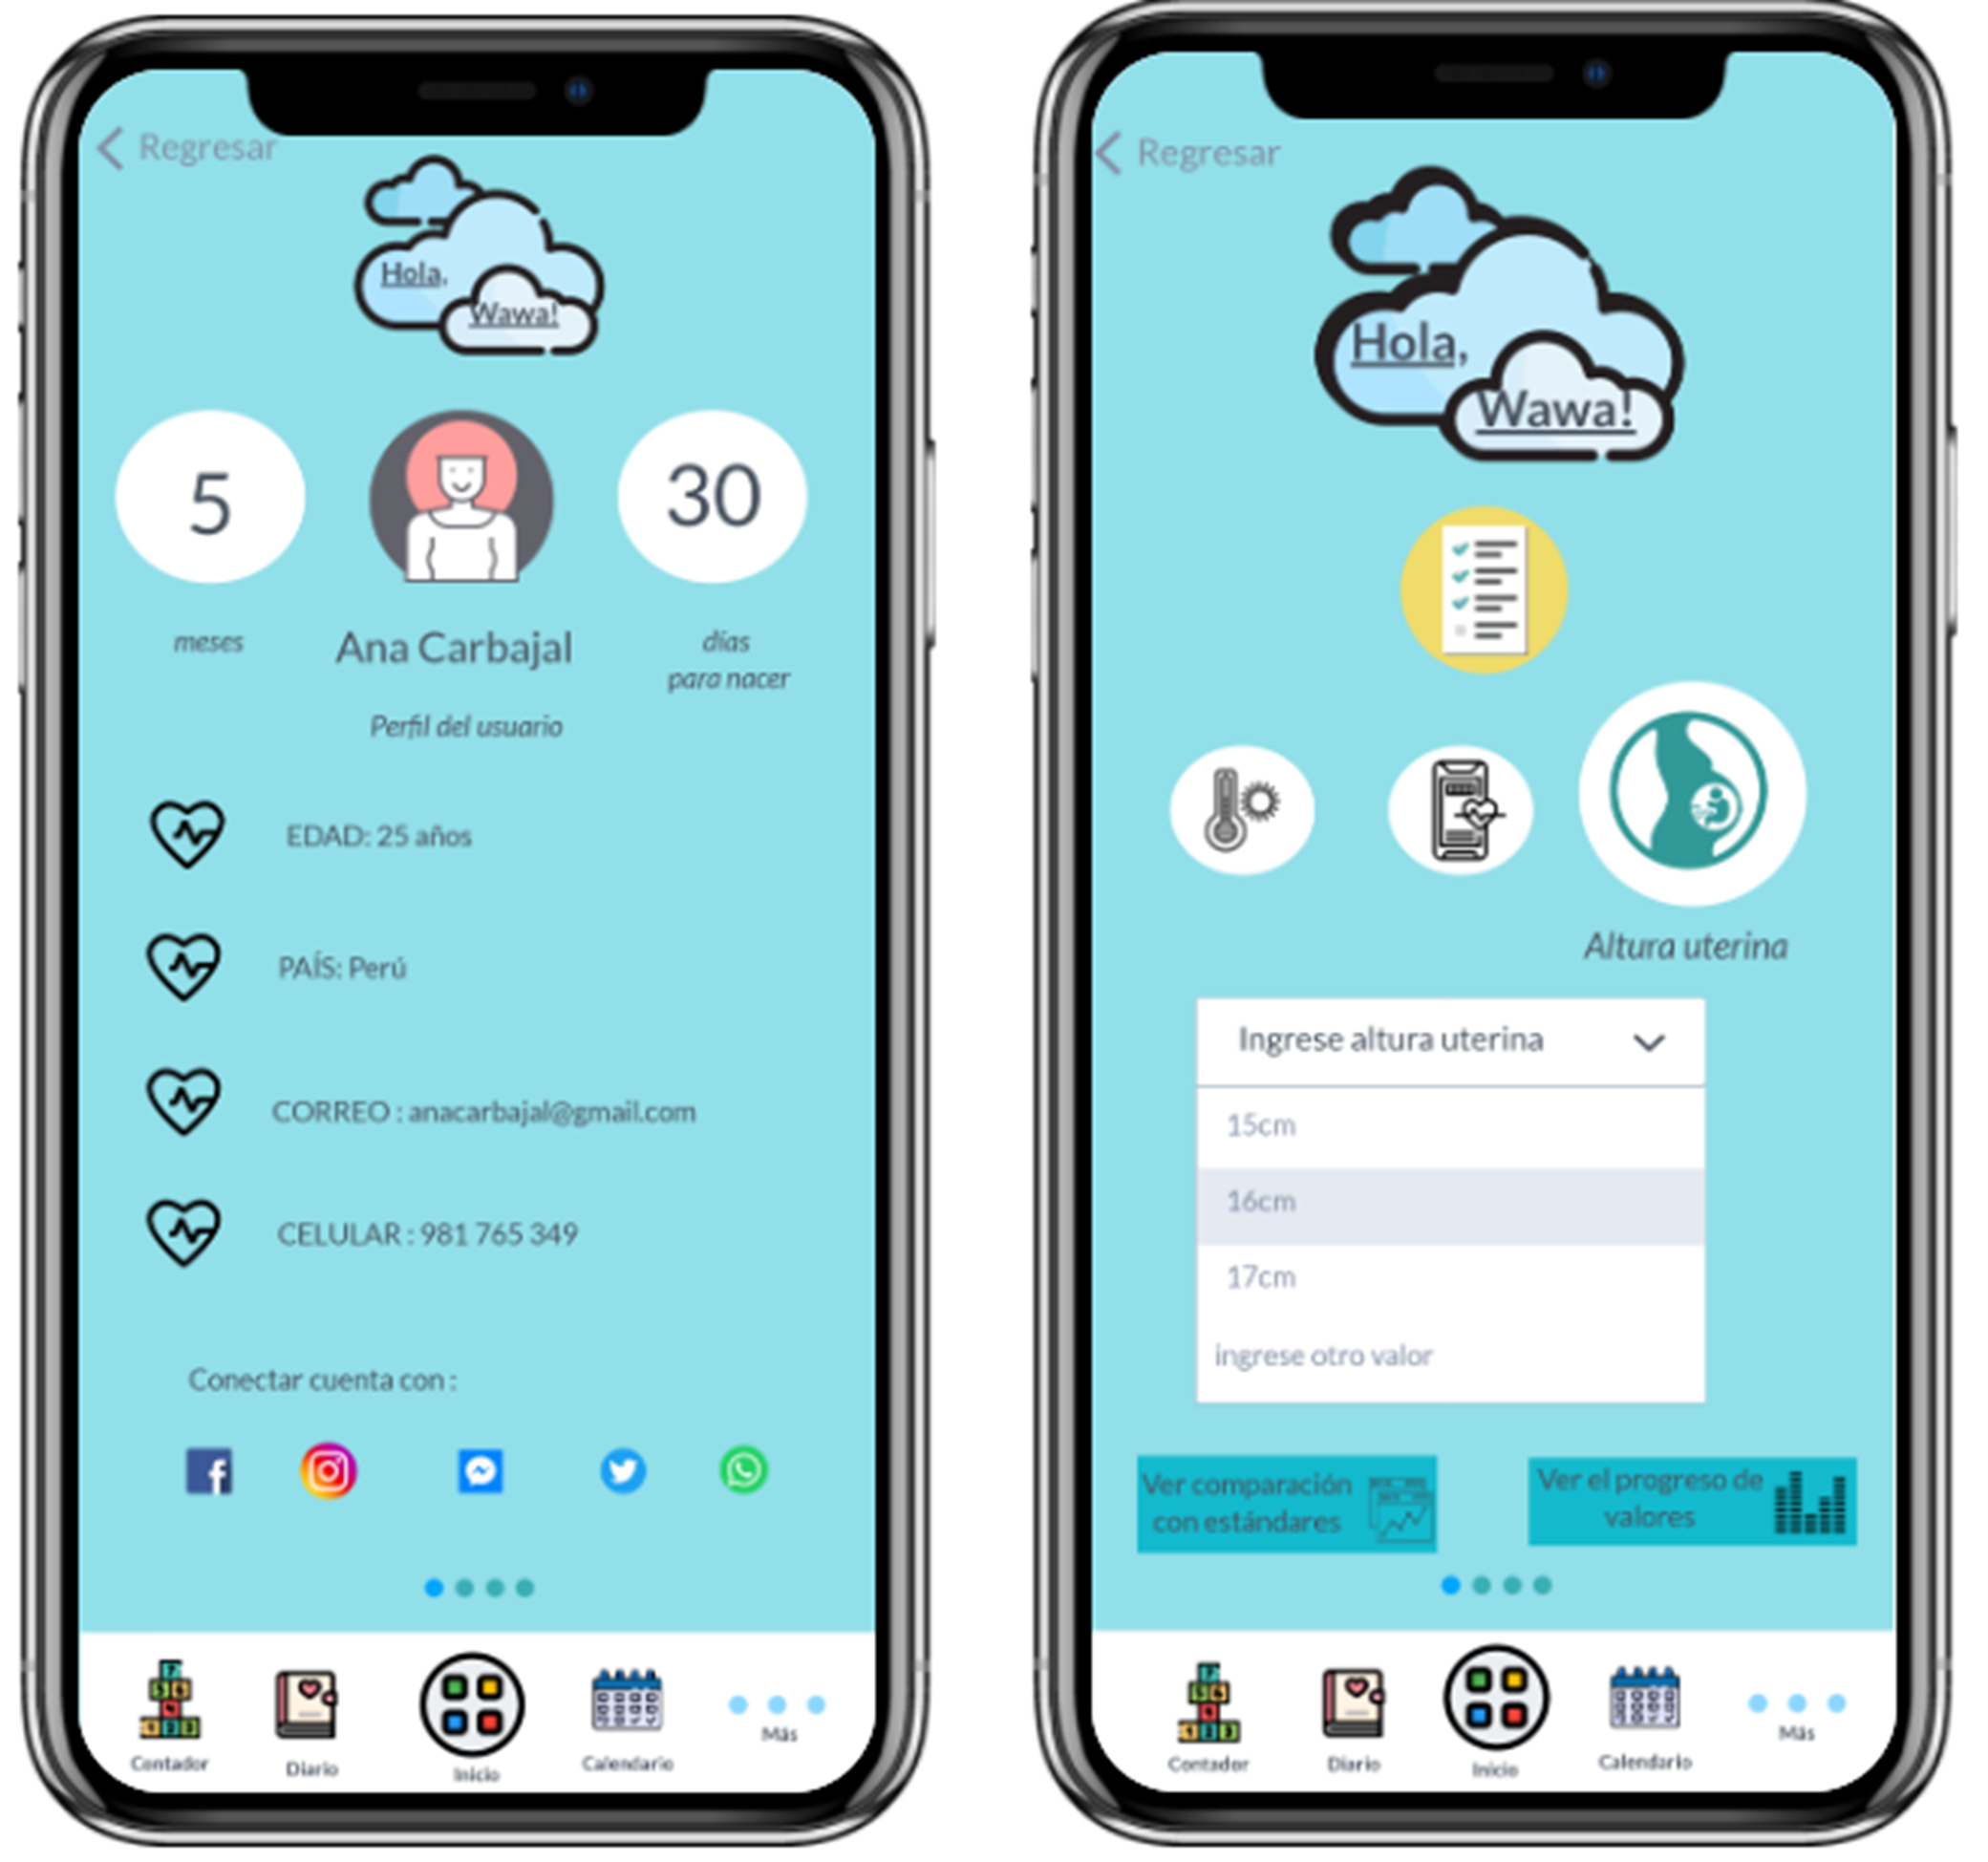 Regresar
Hola,
Wawa!
5
30
meses
Ana Carbajal
días
para nacer
Perfil del usuario
EDAD: 25 años
PAÍS: Perú
CORREO : anacarbajal@gmail.com
CELULAR : 981 765 349
Conectar cuenta con :
Contador
Diario
Inicio
Calendario
Más
Regresar
Hola,
Wawa!
Altura uterina
Ingrese altura uterina
15cm
16cm
17cm
ingrese otro valor
Ver comparación
con estándares
Ver el progreso de
valores
Contador
Diario
Inicio
Calendario
Más